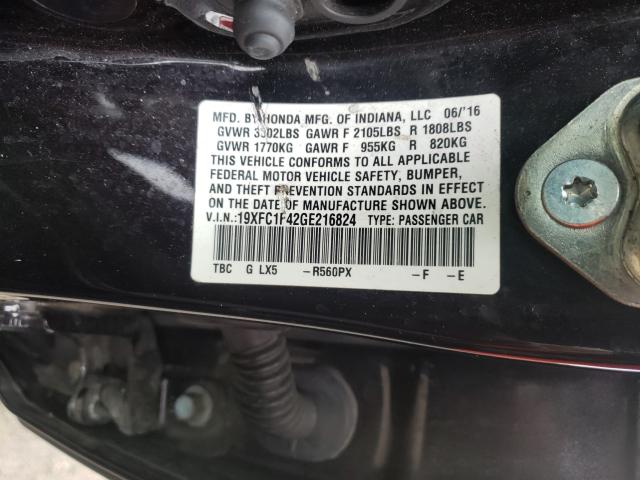 MFD. BY HONDA MFG. OF INDIANA, LLC 06/'16
GVWR 3902LBS GAWR F 2105LBS R 1808LBS
GVWR 1770KG GAWR F 955KG R 820KG
THIS VEHICLE CONFORMS TO ALL APPLICABLE
FEDERAL MOTOR VEHICLE SAFETY, BUMPER,
AND THEFT PREVENTION STANDARDS IN EFFECT
ON THE DATE OF MANUFACTURE SHOWN ABOVE.
V.I.N.:19XFC1F42GE216824 TYPE: PASSENGER CAR
TBC G LX5 –R560PX –F –E